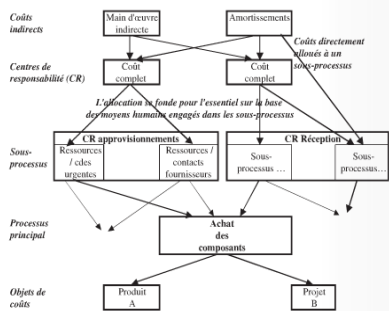 Coûts
indirects
Main d'œuvre
indirecte
Amortissements
Coûts directement
alloués à un
sous-processus
Centres de
responsabilité (CR)
Coût
complet
Coût
complet
L'allocation se fonde pour l'essentiel sur la base
des moyens humains engagés dans les sous-processus
CR approvisionnements
CR Réception
Sous-
processus
Ressources
/ cdes
urgentes
Ressources /
contacts
fournisseurs
Sous-
processus ...
Sous-
processus...
Processus
principal
Achat
des
composants
Objets de
coûts
Produit
A
Projet
B